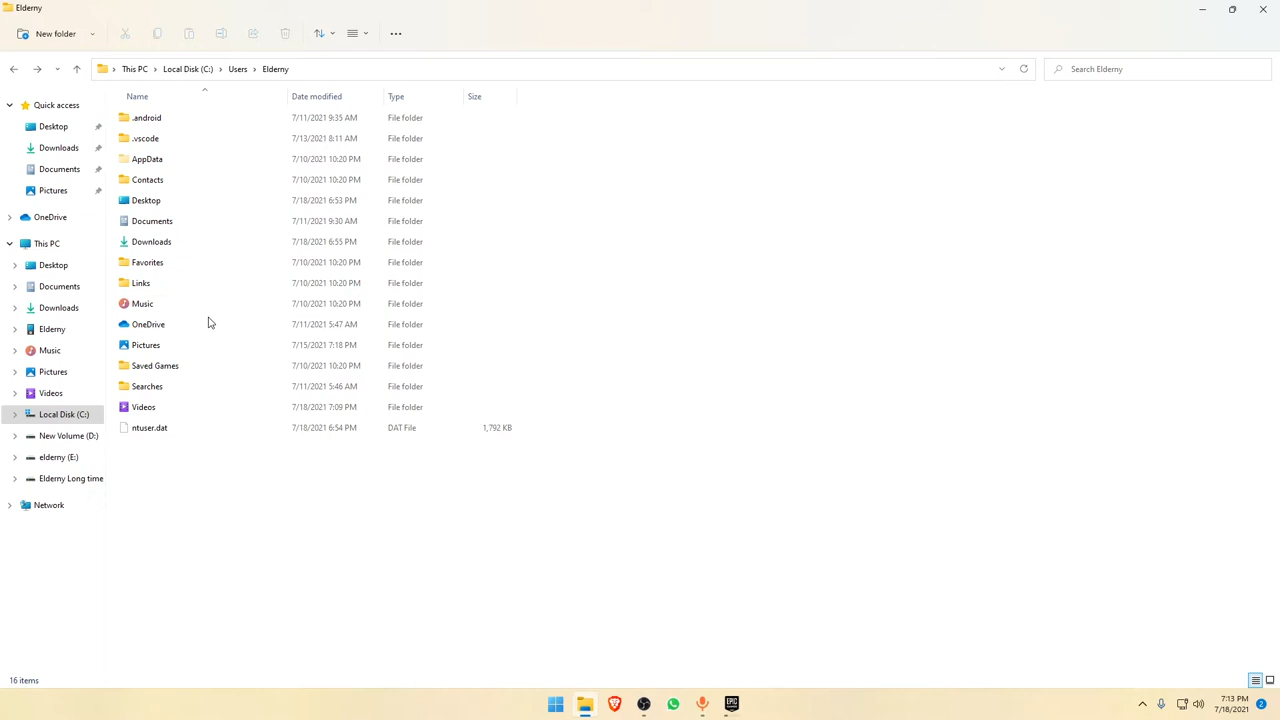 Elderny
New folder
This PC Local Disk (C:) Users Elderny
Search Elderny
Name Date modified Type Size
Quick access
Desktop
Downloads
Documents
Pictures
OneDrive
This PC
Desktop
Documents
Downloads
Elderny
Music
Pictures
Videos
Local Disk (C:)
New Volume (D:)
elderny (E:)
Elderny Long time
Network
.android 7/11/2021 9:35 AM File folder
.vscode 7/13/2021 8:11 AM File folder
AppData 7/10/2021 10:20 PM File folder
Contacts 7/10/2021 10:20 PM File folder
Desktop 7/18/2021 6:53 PM File folder
Documents 7/11/2021 9:30 AM File folder
Downloads 7/18/2021 6:55 PM File folder
Favorites 7/10/2021 10:20 PM File folder
Links 7/10/2021 10:20 PM File folder
Music 7/10/2021 10:20 PM File folder
OneDrive 7/11/2021 5:47 AM File folder
Pictures 7/15/2021 7:18 PM File folder
Saved Games 7/10/2021 10:20 PM File folder
Searches 7/11/2021 5:46 AM File folder
Videos 7/18/2021 7:09 PM File folder
ntuser.dat 7/18/2021 6:54 PM DAT File 1,792 KB
16 items
EPIC
7:13 PM
7/18/2021
2